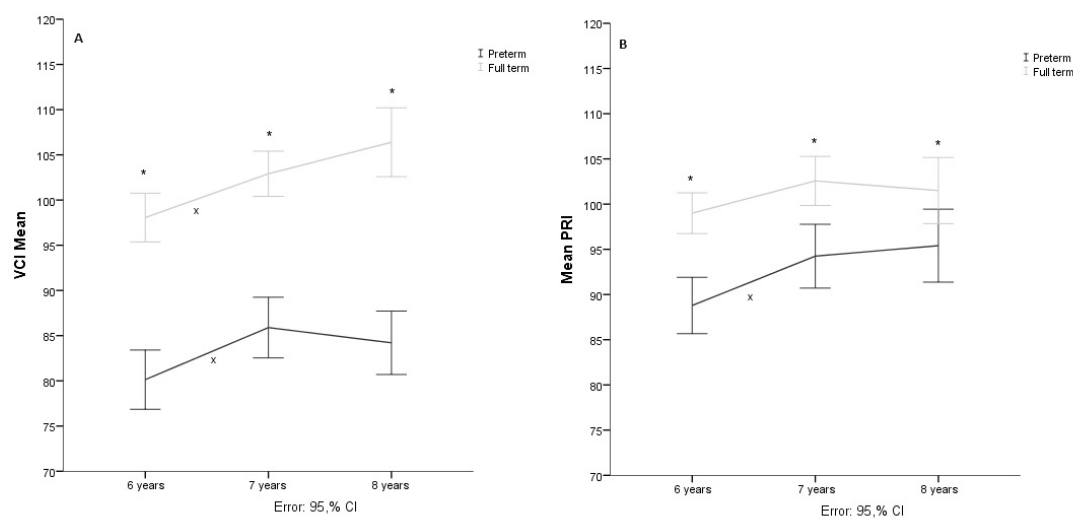 A
120
115
110
105
100
95
90
85
80
75
70
VCI Mean
* * *
x
x
I Preterm
I Full term
6 years 7 years 8 years
Error: 95,% CI
B
120
115
110
105
100
95
90
85
80
75
70
Mean PRI
* * *
x
I Preterm
I Full term
6 years 7 years 8 years
Error: 95,% CI